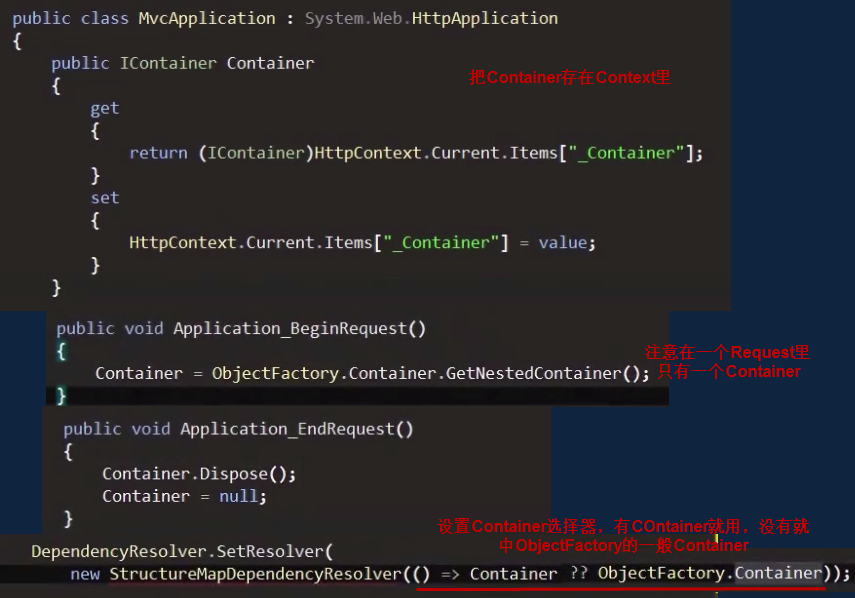 public class MvcApplication : System.Web.HttpApplication
{
public IContainer Container
把Container存在Context里
{
get
{
return (IContainer)HttpContext.Current.Items["_Container"];
}
set
{
HttpContext.Current.Items["_Container"] = value;
}
}
public void Application_BeginRequest()
{
注意在一个Request里
只有一个Container
Container = ObjectFactory.Container.GetNestedContainer();
}
public void Application_EndRequest()
{
Container.Dispose();
Container = null;
}
设置Container选择器，有COntainer就用，没有就
中ObjectFactory的一般Container
DependencyResolver.SetResolver(
new StructureMapDependencyResolver(() => Container ?? ObjectFactory.Container));